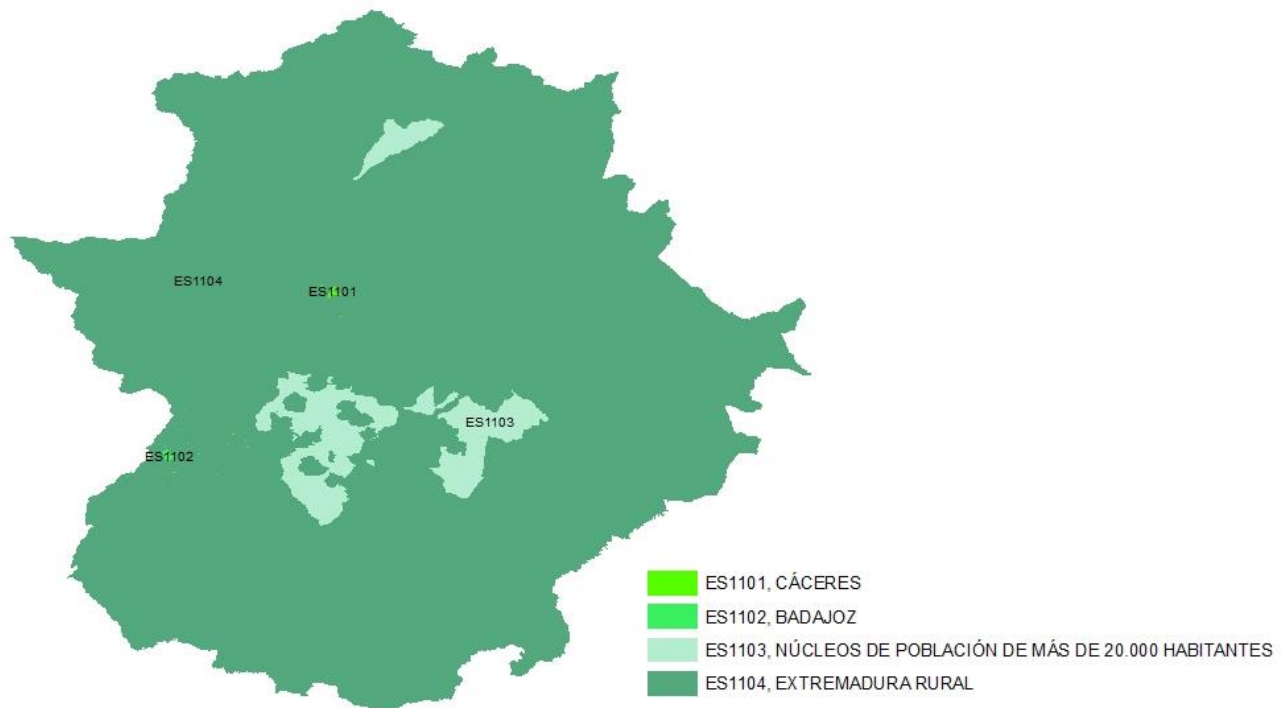 ES1104
ES1101
ES1103
ES1102
ES1101, CÁCERES
ES1102, BADAJOZ
ES1103, NÚCLEOS DE POBLACIÓN DE MÁS DE 20.000 HABITANTES
ES1104, EXTREMADURA RURAL